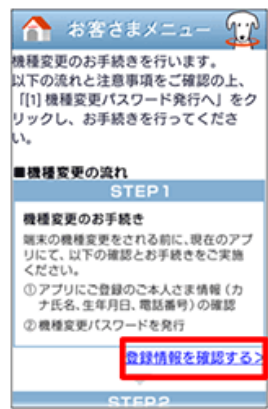 お客さまメニュー
機種変更のお手続きを行います。
以下の流れと注意事項をご確認の上、
「[1] 機種変更パスワード発行へ」をク
リックし、お手続きを行ってくださ
い。
■機種変更の流れ
STEP1
機種変更のお手続き
端末の機種変更をされる前に、現在のアプ
リにて、以下の確認とお手続きをご実施
ください。
①アプリにご登録のご本人さま情報（カ
ナ氏名、生年月日、電話番号）の確認
②機種変更パスワードを発行
登録情報を確認する>
STEP2